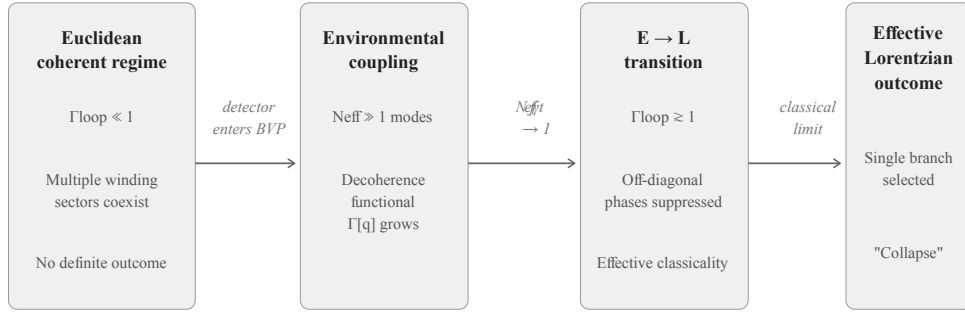 Euclidean
coherent regime
Γloop ≪ 1
Multiple winding
sectors coexist
No definite outcome
detector
enters BVP
Environmental
coupling
Neff ≫ 1 modes
Decoherence
functional
Γ[q] grows
→ 1
E → L
transition
Γloop ≳ 1
Off-diagonal
phases suppressed
Effective classicality
classical
limit
Effective
Lorentzian
outcome
Single branch
selected
"Collapse"